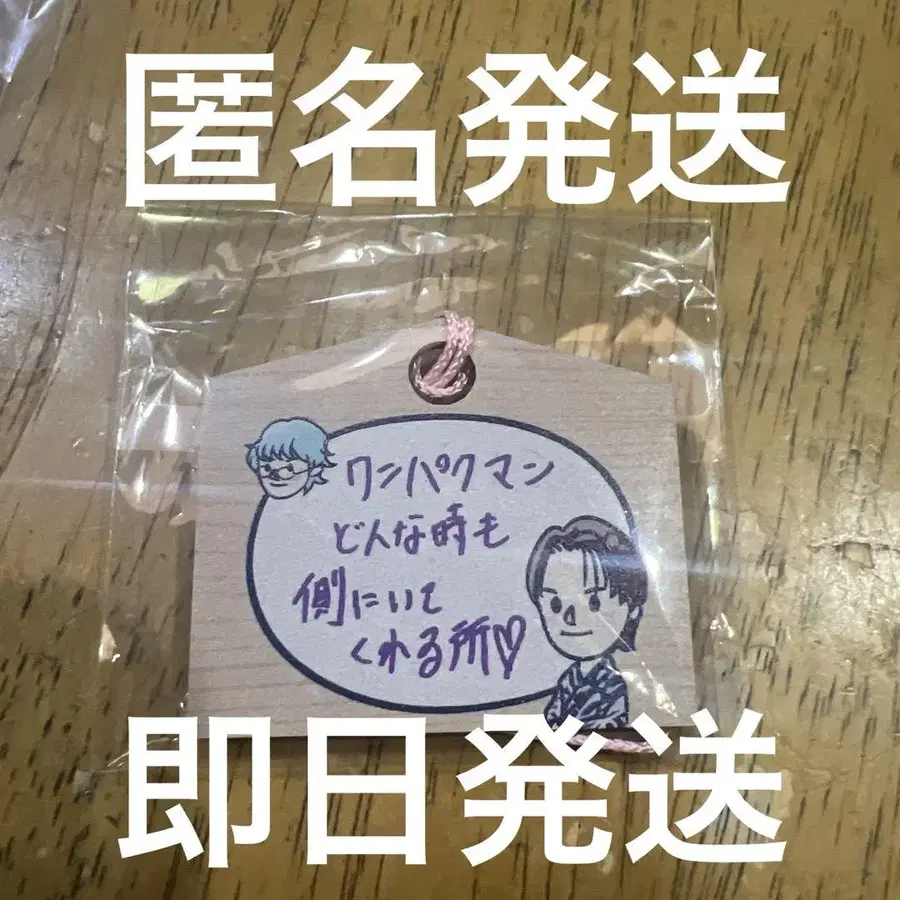 匿名発送
ワンパクマン
どんな時も
側にいて
くれる所♡
即日発送